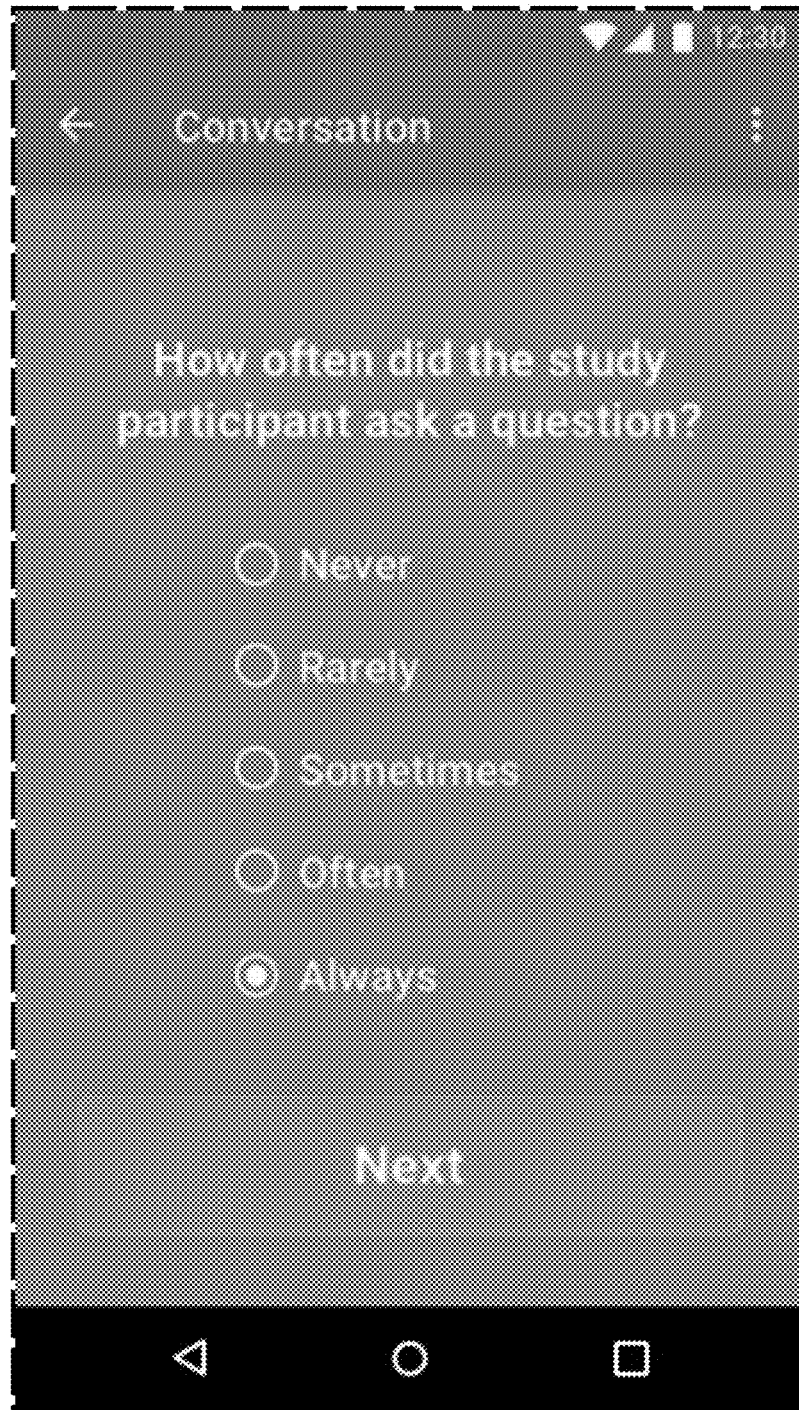 12:30
Conversation
How often did the study
participant ask a question?
Never
Rarely
Sometimes
Often
Always
Next